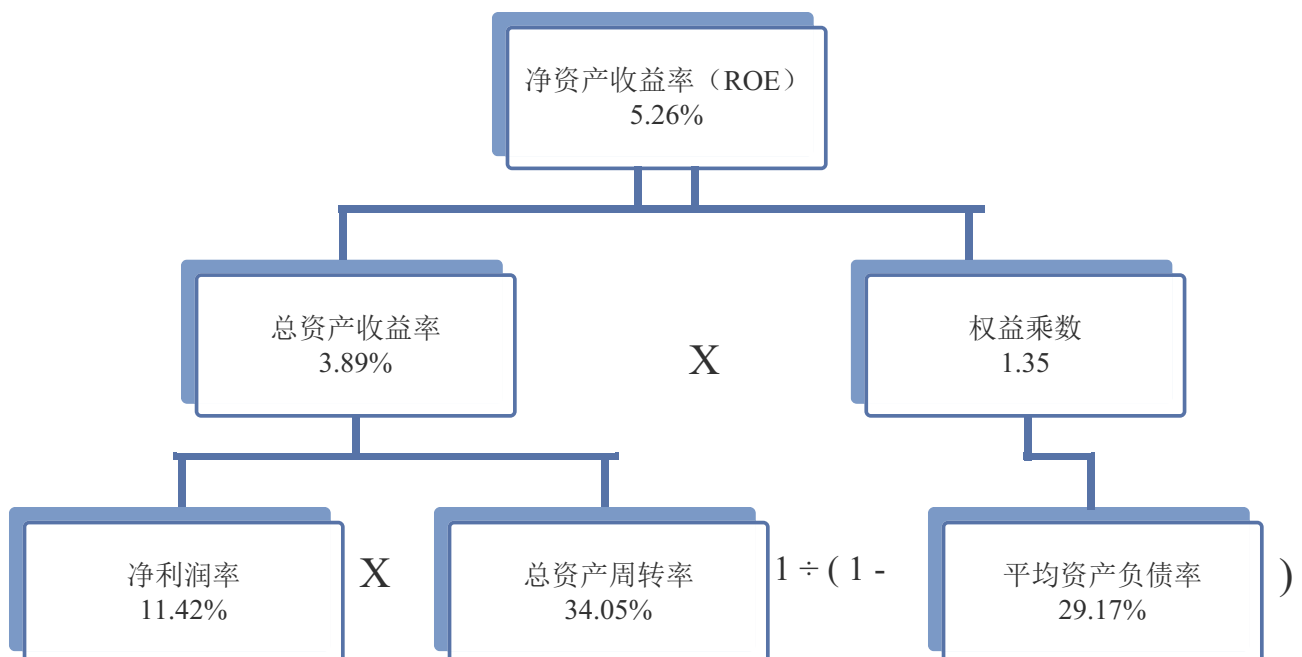 净资产收益率（ROE）
5.26%
总资产收益率
3.89%
X
权益乘数
1.35
净利润率
11.42%
X
总资产周转率
34.05%
1 ÷ ( 1 -
平均资产负债率
29.17%
)